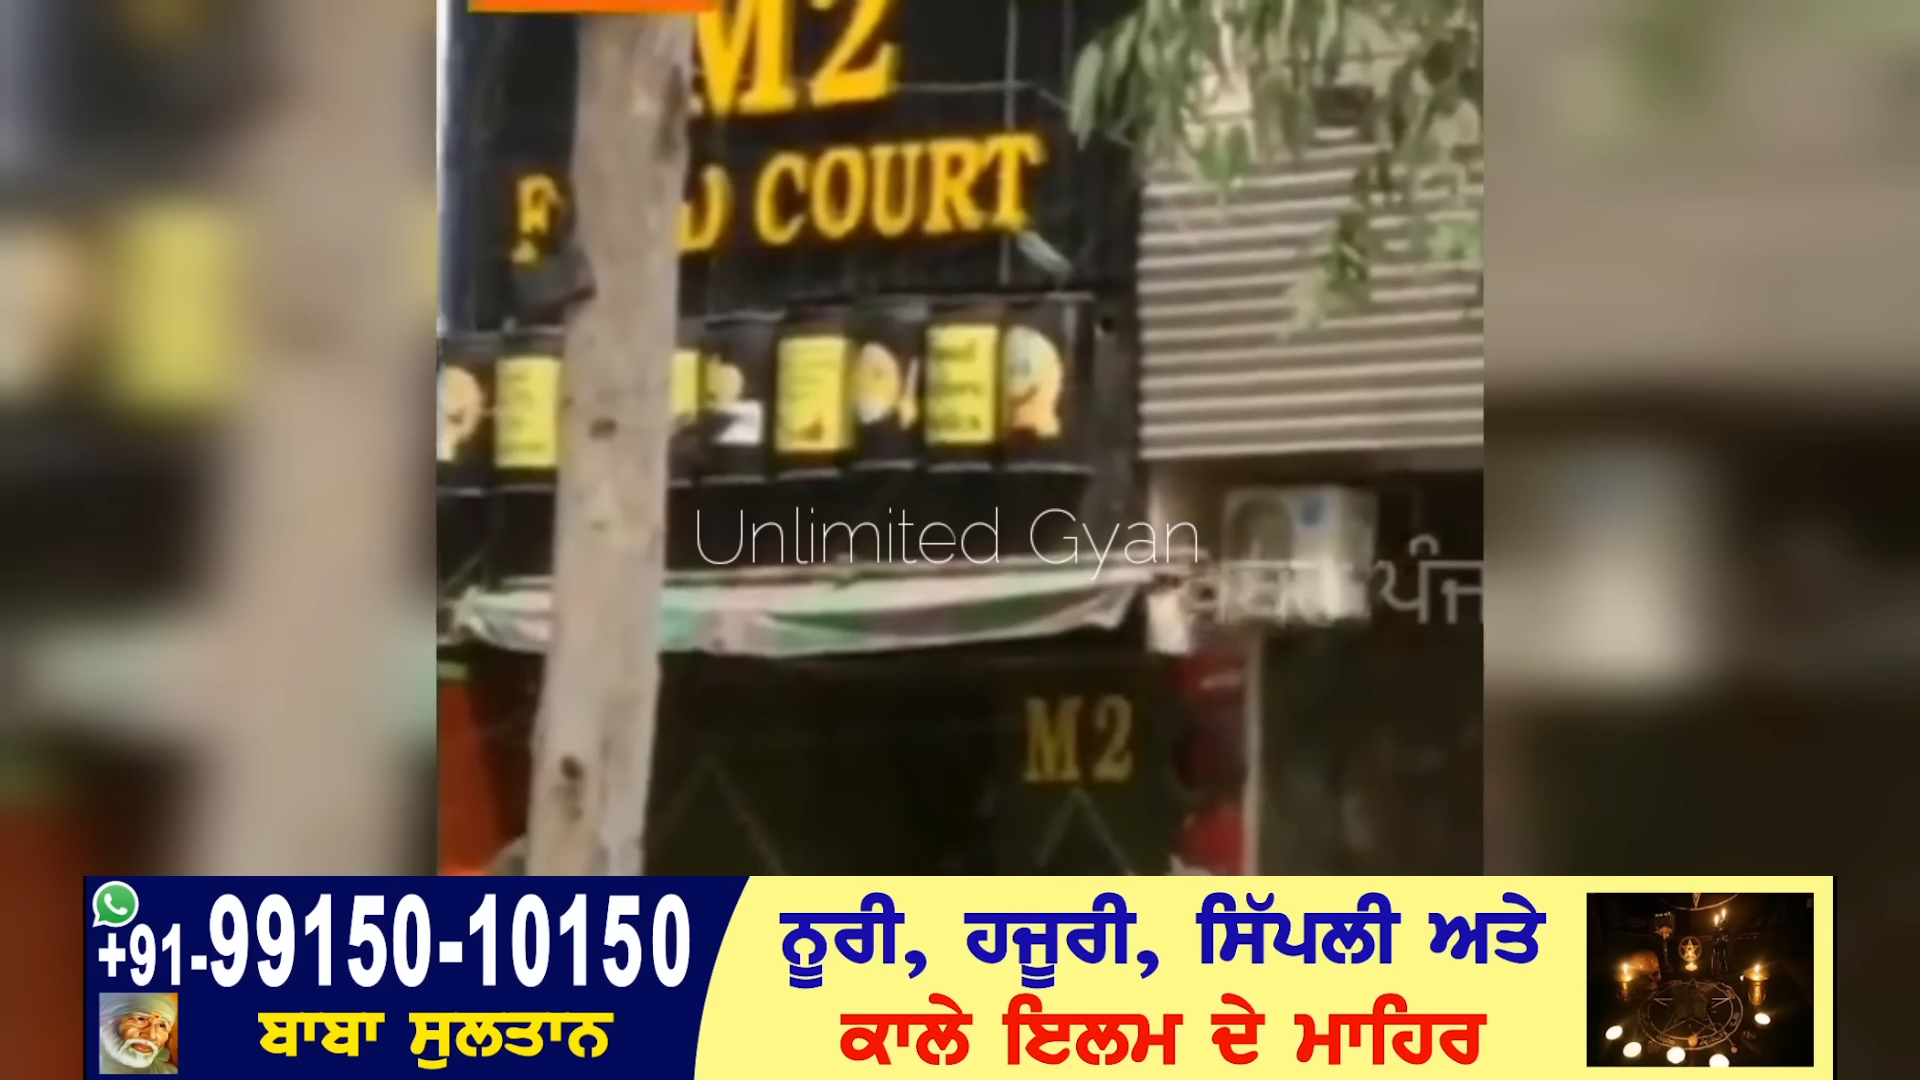 M2
COURT
Unlimited Gyan
M2
+91-99150-10150
ਬਾਬਾ ਸੁਲਤਾਨ
ਨੂਰੀ, ਹਜੂਰੀ, ਸਿੱਪਲੀ ਅਤੇ
ਕਾਲੇ ਇਲਮ ਦੇ ਮਾਹਿਰ